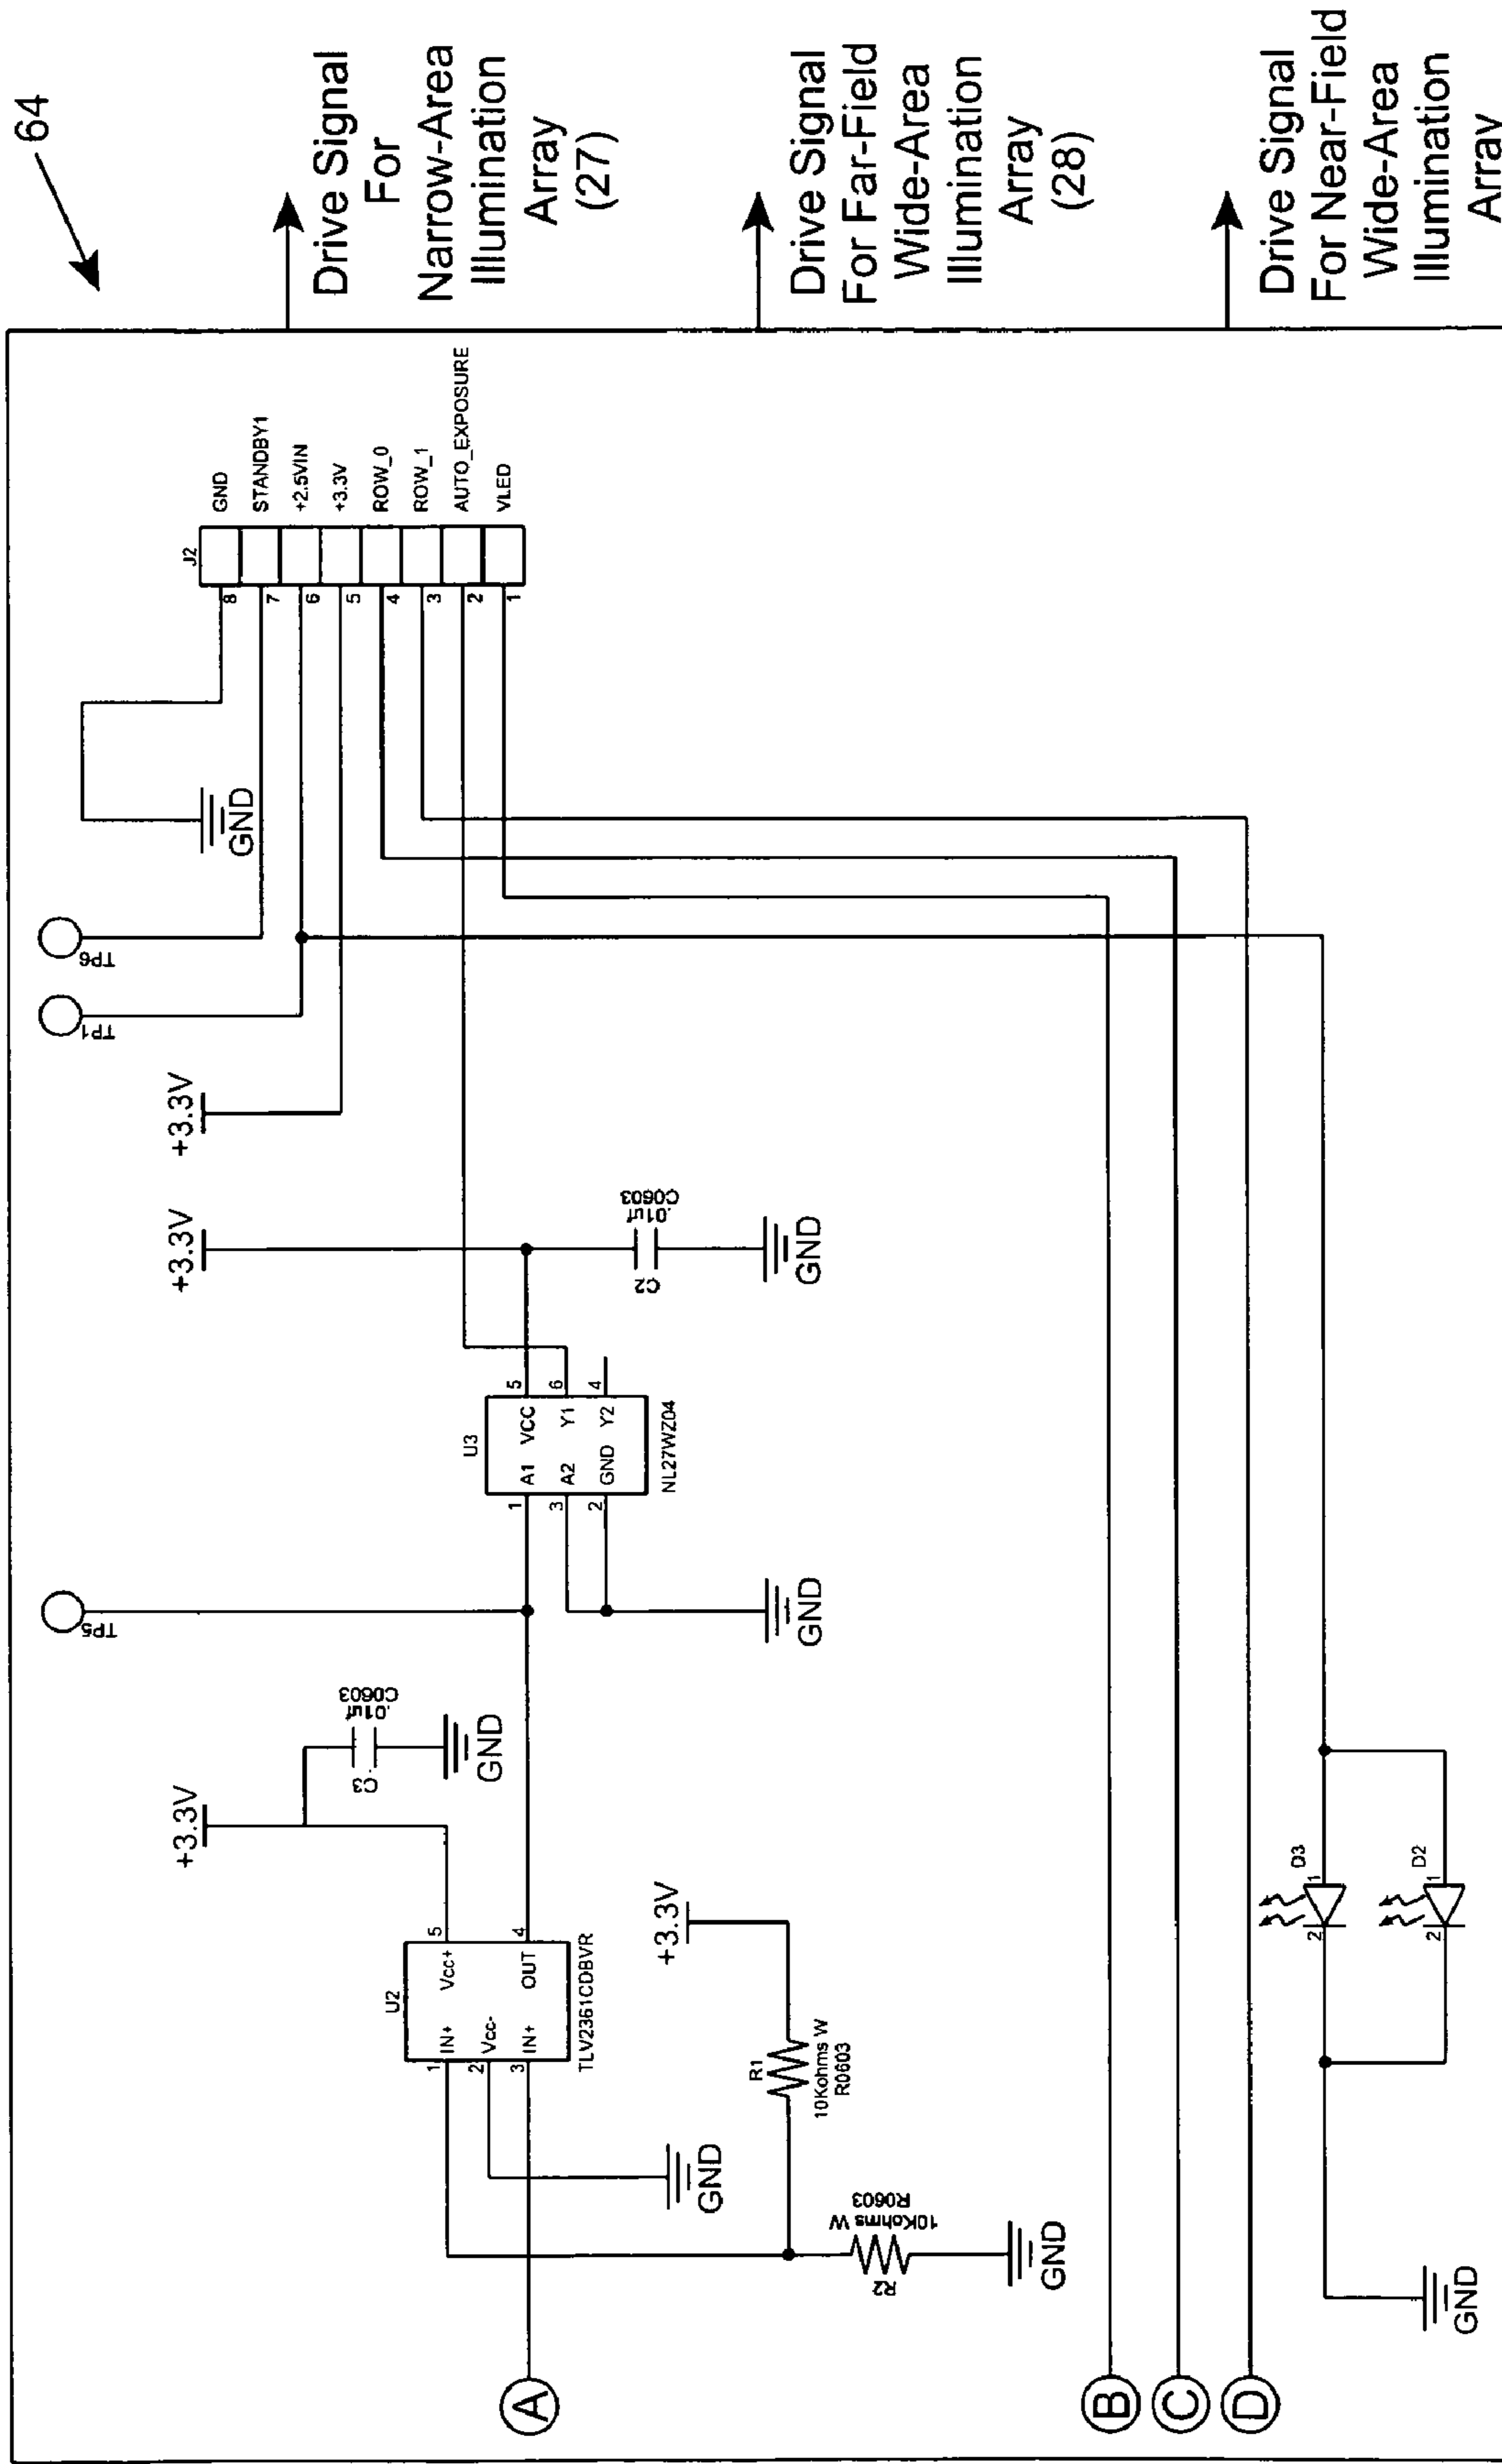 64
Drive Signal
For
Narrow-Area
Illumination
Array
(27)
Drive Signal
For Far-Field
Wide-Area
Illumination
Array
(28)
Drive Signal
For Near-Field
Wide-Area
Illumination
Array
J2
GND
STANDBY1
+2.5VIN
+3.3V
ROW_0
ROW_1
AUTO_EXPOSURE
VLED
8
7
6
5
4
3
2
1
GND
TP6
TP1
+3.3V
+3.3V
C2
.01uf
C0603
GND
U3
A1 VCC
A2 Y1
GND Y2
1
3
2
5
6
4
NL27WZ04
GND
TP5
+3.3V
C3
.01uf
C0603
GND
U2
IN+ Vcc+
Vcc-
IN+ OUT
1
2
3
5
4
TLV2361CDBVR
GND
+3.3V
R1
10Kohms W
R0603
R2
10Kohms W
R0603
GND
A
B
C
D
D3
1
2
D2
1
2
GND